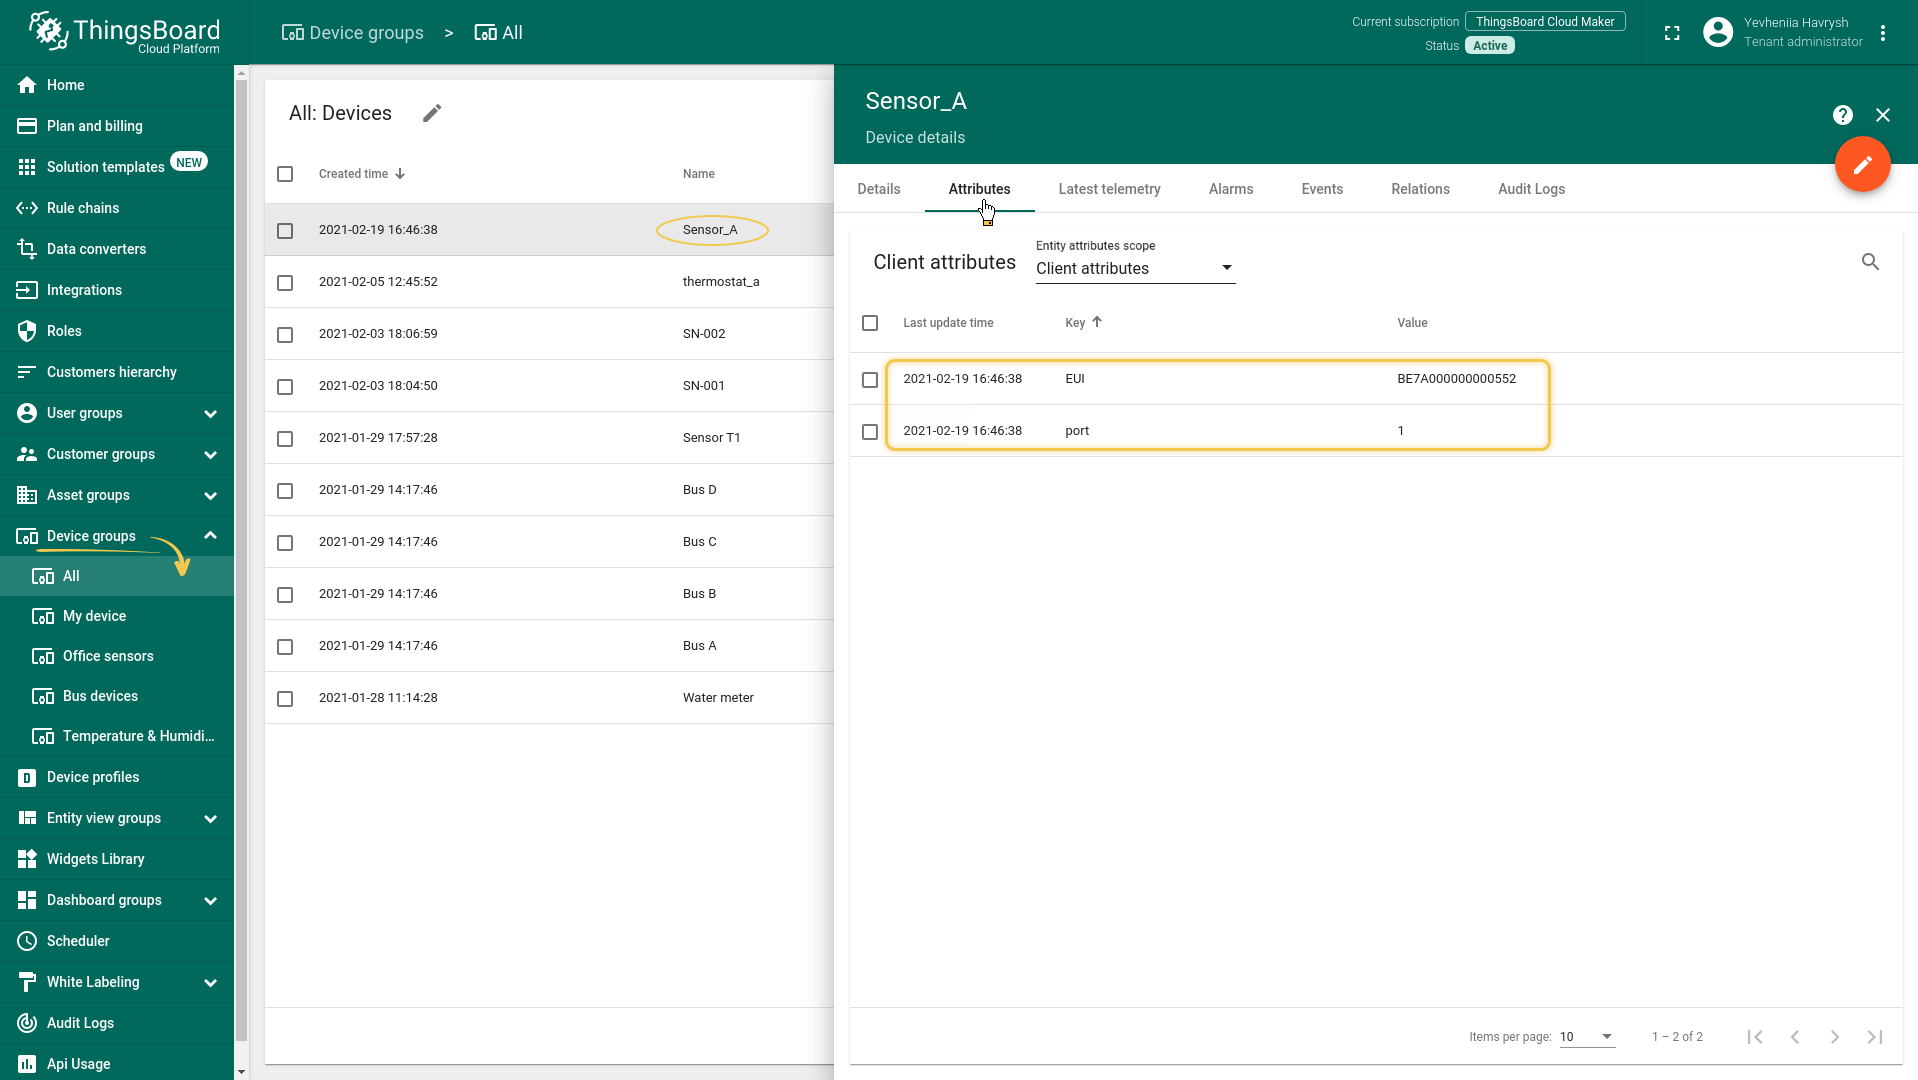 ThingsBoard
Cloud Platform
Device groups > All
Current subscription ThingsBoard Cloud Maker
Status Active
Yevheniia Havrysh
Tenant administrator
Home
Plan and billing
Solution templates NEW
Rule chains
Data converters
Integrations
Roles
Customers hierarchy
User groups
Customer groups
Asset groups
Device groups
All
My device
Office sensors
Bus devices
Temperature & Humidi...
Device profiles
Entity view groups
Widgets Library
Dashboard groups
Scheduler
White Labeling
Audit Logs
Api Usage
All: Devices
Created time Name
2021-02-19 16:46:38 Sensor_A
2021-02-05 12:45:52 thermostat_a
2021-02-03 18:06:59 SN-002
2021-02-03 18:04:50 SN-001
2021-01-29 17:57:28 Sensor T1
2021-01-29 14:17:46 Bus D
2021-01-29 14:17:46 Bus C
2021-01-29 14:17:46 Bus B
2021-01-29 14:17:46 Bus A
2021-01-28 11:14:28 Water meter
Sensor_A
Device details
Details Attributes Latest telemetry Alarms Events Relations Audit Logs
Client attributes
Entity attributes scope
Client attributes
Last update time Key Value
2021-02-19 16:46:38 EUI BE7A000000000552
2021-02-19 16:46:38 port 1
Items per page: 10 1 – 2 of 2